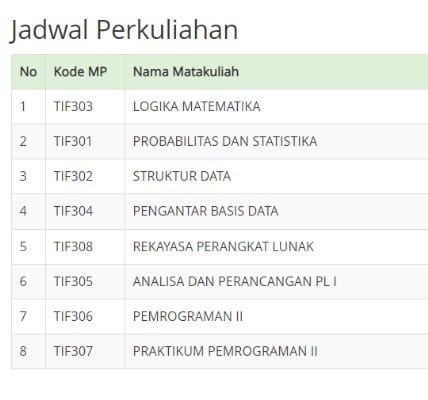 Jadwal Perkuliahan
No Kode MP Nama Matakuliah
1 TIF303 LOGIKA MATEMATIKA
2 TIF301 PROBABILITAS DAN STATISTIKA
3 TIF302 STRUKTUR DATA
4 TIF304 PENGANTAR BASIS DATA
5 TIF308 REKAYASA PERANGKAT LUNAK
6 TIF305 ANALISA DAN PERANCANGAN PL I
7 TIF306 PEMROGRAMAN II
8 TIF307 PRAKTIKUM PEMROGRAMAN II